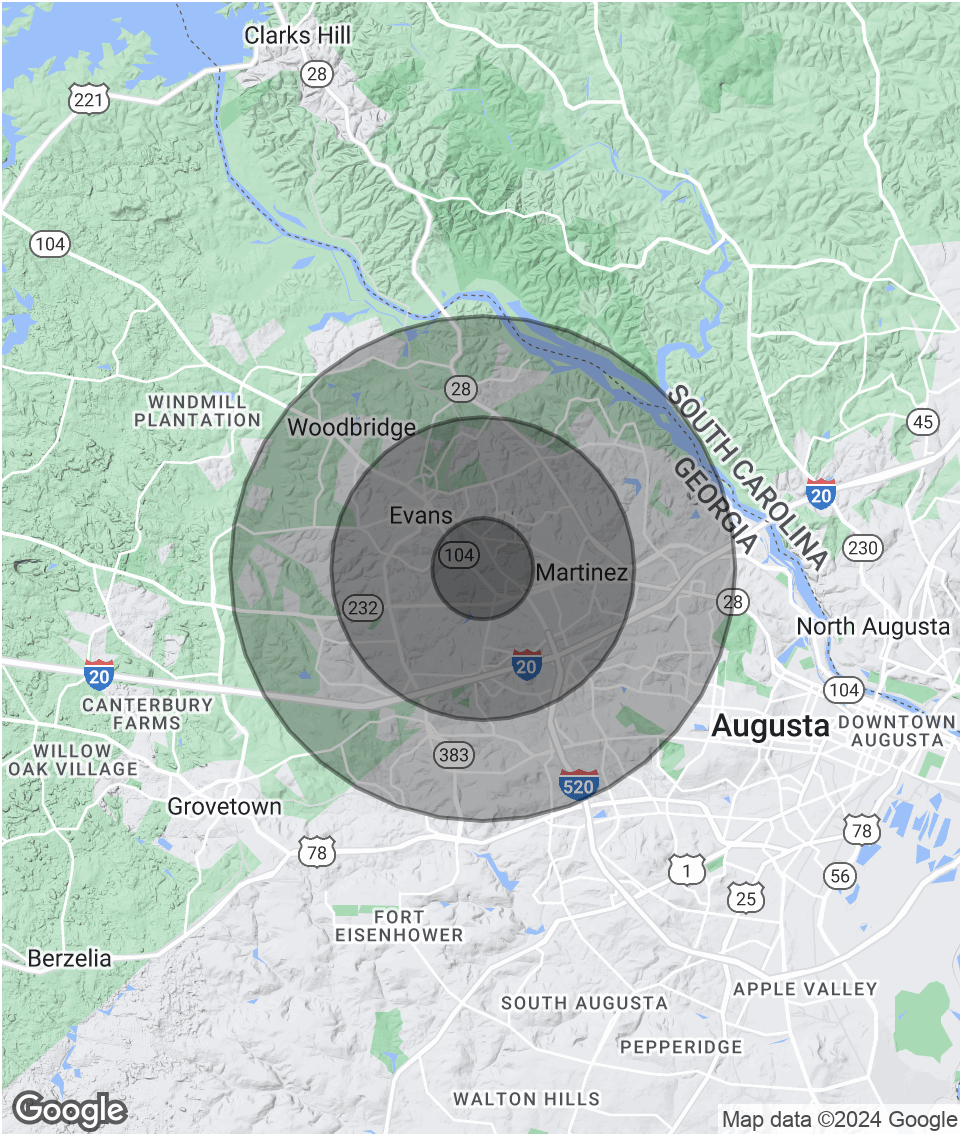 Clarks Hill
28
221
104
WINDMILL
PLANTATION
28
Woodbridge
SOUTH CAROLINA
GEORGIA
45
20
Evans
104
Martinez
230
232
28
North Augusta
20
20
104
CANTERBURY
FARMS
Augusta
DOWNTOWN
AUGUSTA
WILLOW
OAK VILLAGE
383
520
Grovetown
78
78
1
56
25
FORT
EISENHOWER
Berzelia
SOUTH AUGUSTA
APPLE VALLEY
PEPPERIDGE
WALTON HILLS
Google
Map data ©2024 Google